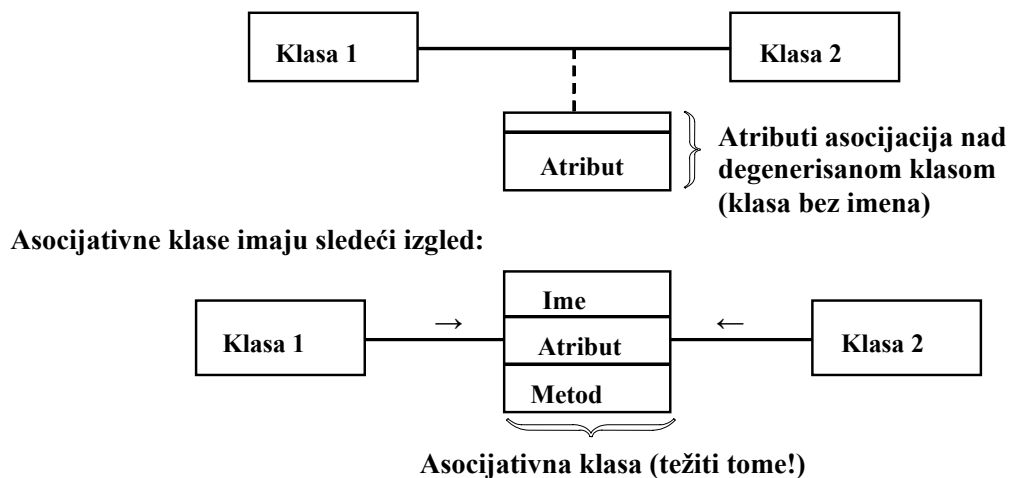 Klasa 1
Klasa 2
Atribut
Atributi asocijacija nad
degenerisanom klasom
(klasa bez imena)
Asocijativne klase imaju sledeći izgled:
Klasa 1
→
Ime
Atribut
Metod
←
Klasa 2
Asocijativna klasa (težiti tome!)